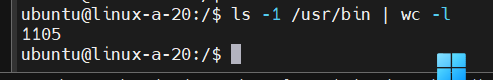 ubuntu@linux-a-20:/$ ls -1 /usr/bin | wc -l
1105
ubuntu@linux-a-20:/$